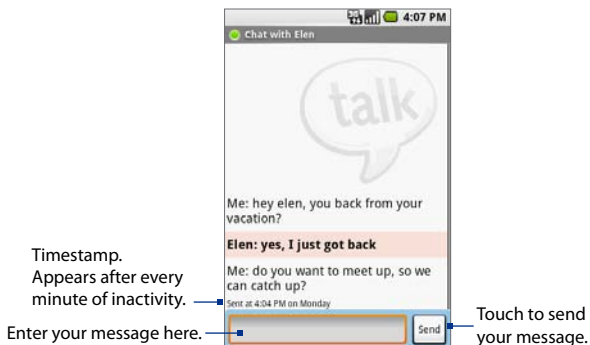 4:07 PM
Chat with Elen
talk
Me: hey elen, you back from your
vacation?
Elen: yes, I just got back
Me: do you want to meet up, so we
can catch up?
Sent at 4:04 PM on Monday
Send
Timestamp.
Appears after every
minute of inactivity.
Enter your message here.
Touch to send
your message.